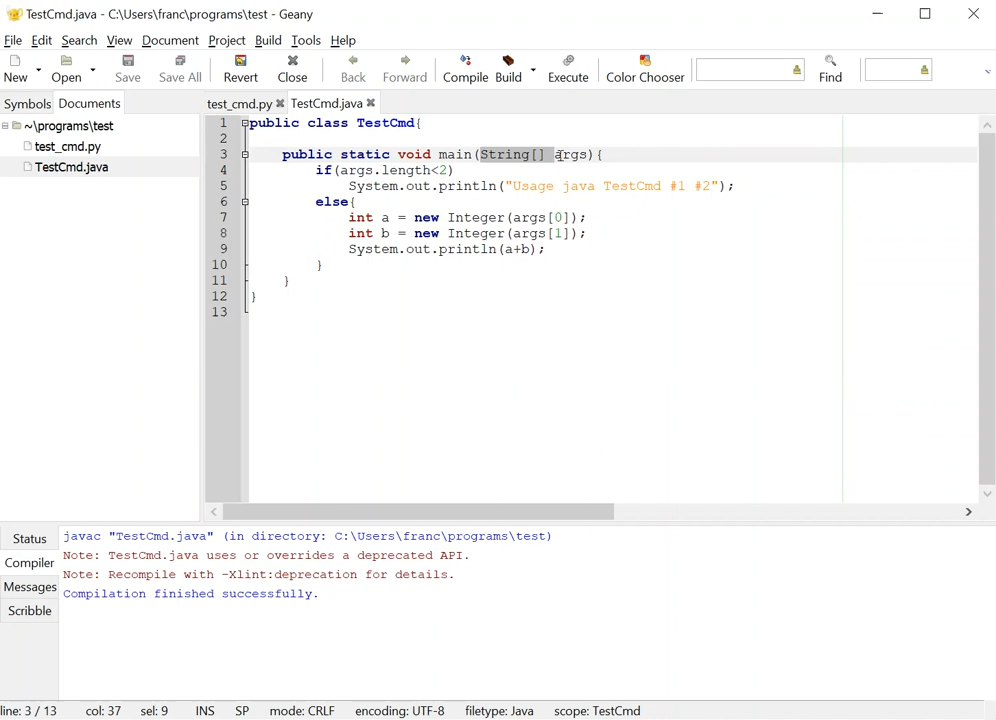 TestCmd.java - C:\Users\franc\programs\test - Geany
File Edit Search View Document Project Build Tools Help
New Open Save Save All Revert Close Back Forward Compile Build Execute Color Chooser Find
Symbols Documents test_cmd.py TestCmd.java
~\programs\test
test_cmd.py
TestCmd.java
1 public class TestCmd{
2
3 public static void main(String[] args){
4 if(args.length<2)
5 System.out.println("Usage java TestCmd #1 #2");
6 else{
7 int a = new Integer(args[0]);
8 int b = new Integer(args[1]);
9 System.out.println(a+b);
10 }
11 }
12 }
13
Status
Compiler
Messages
Scribble
javac "TestCmd.java" (in directory: C:\Users\franc\programs\test)
Note: TestCmd.java uses or overrides a deprecated API.
Note: Recompile with -Xlint:deprecation for details.
Compilation finished successfully.
line: 3 / 13 col: 37 sel: 9 INS SP mode: CRLF encoding: UTF-8 filetype: Java scope: TestCmd